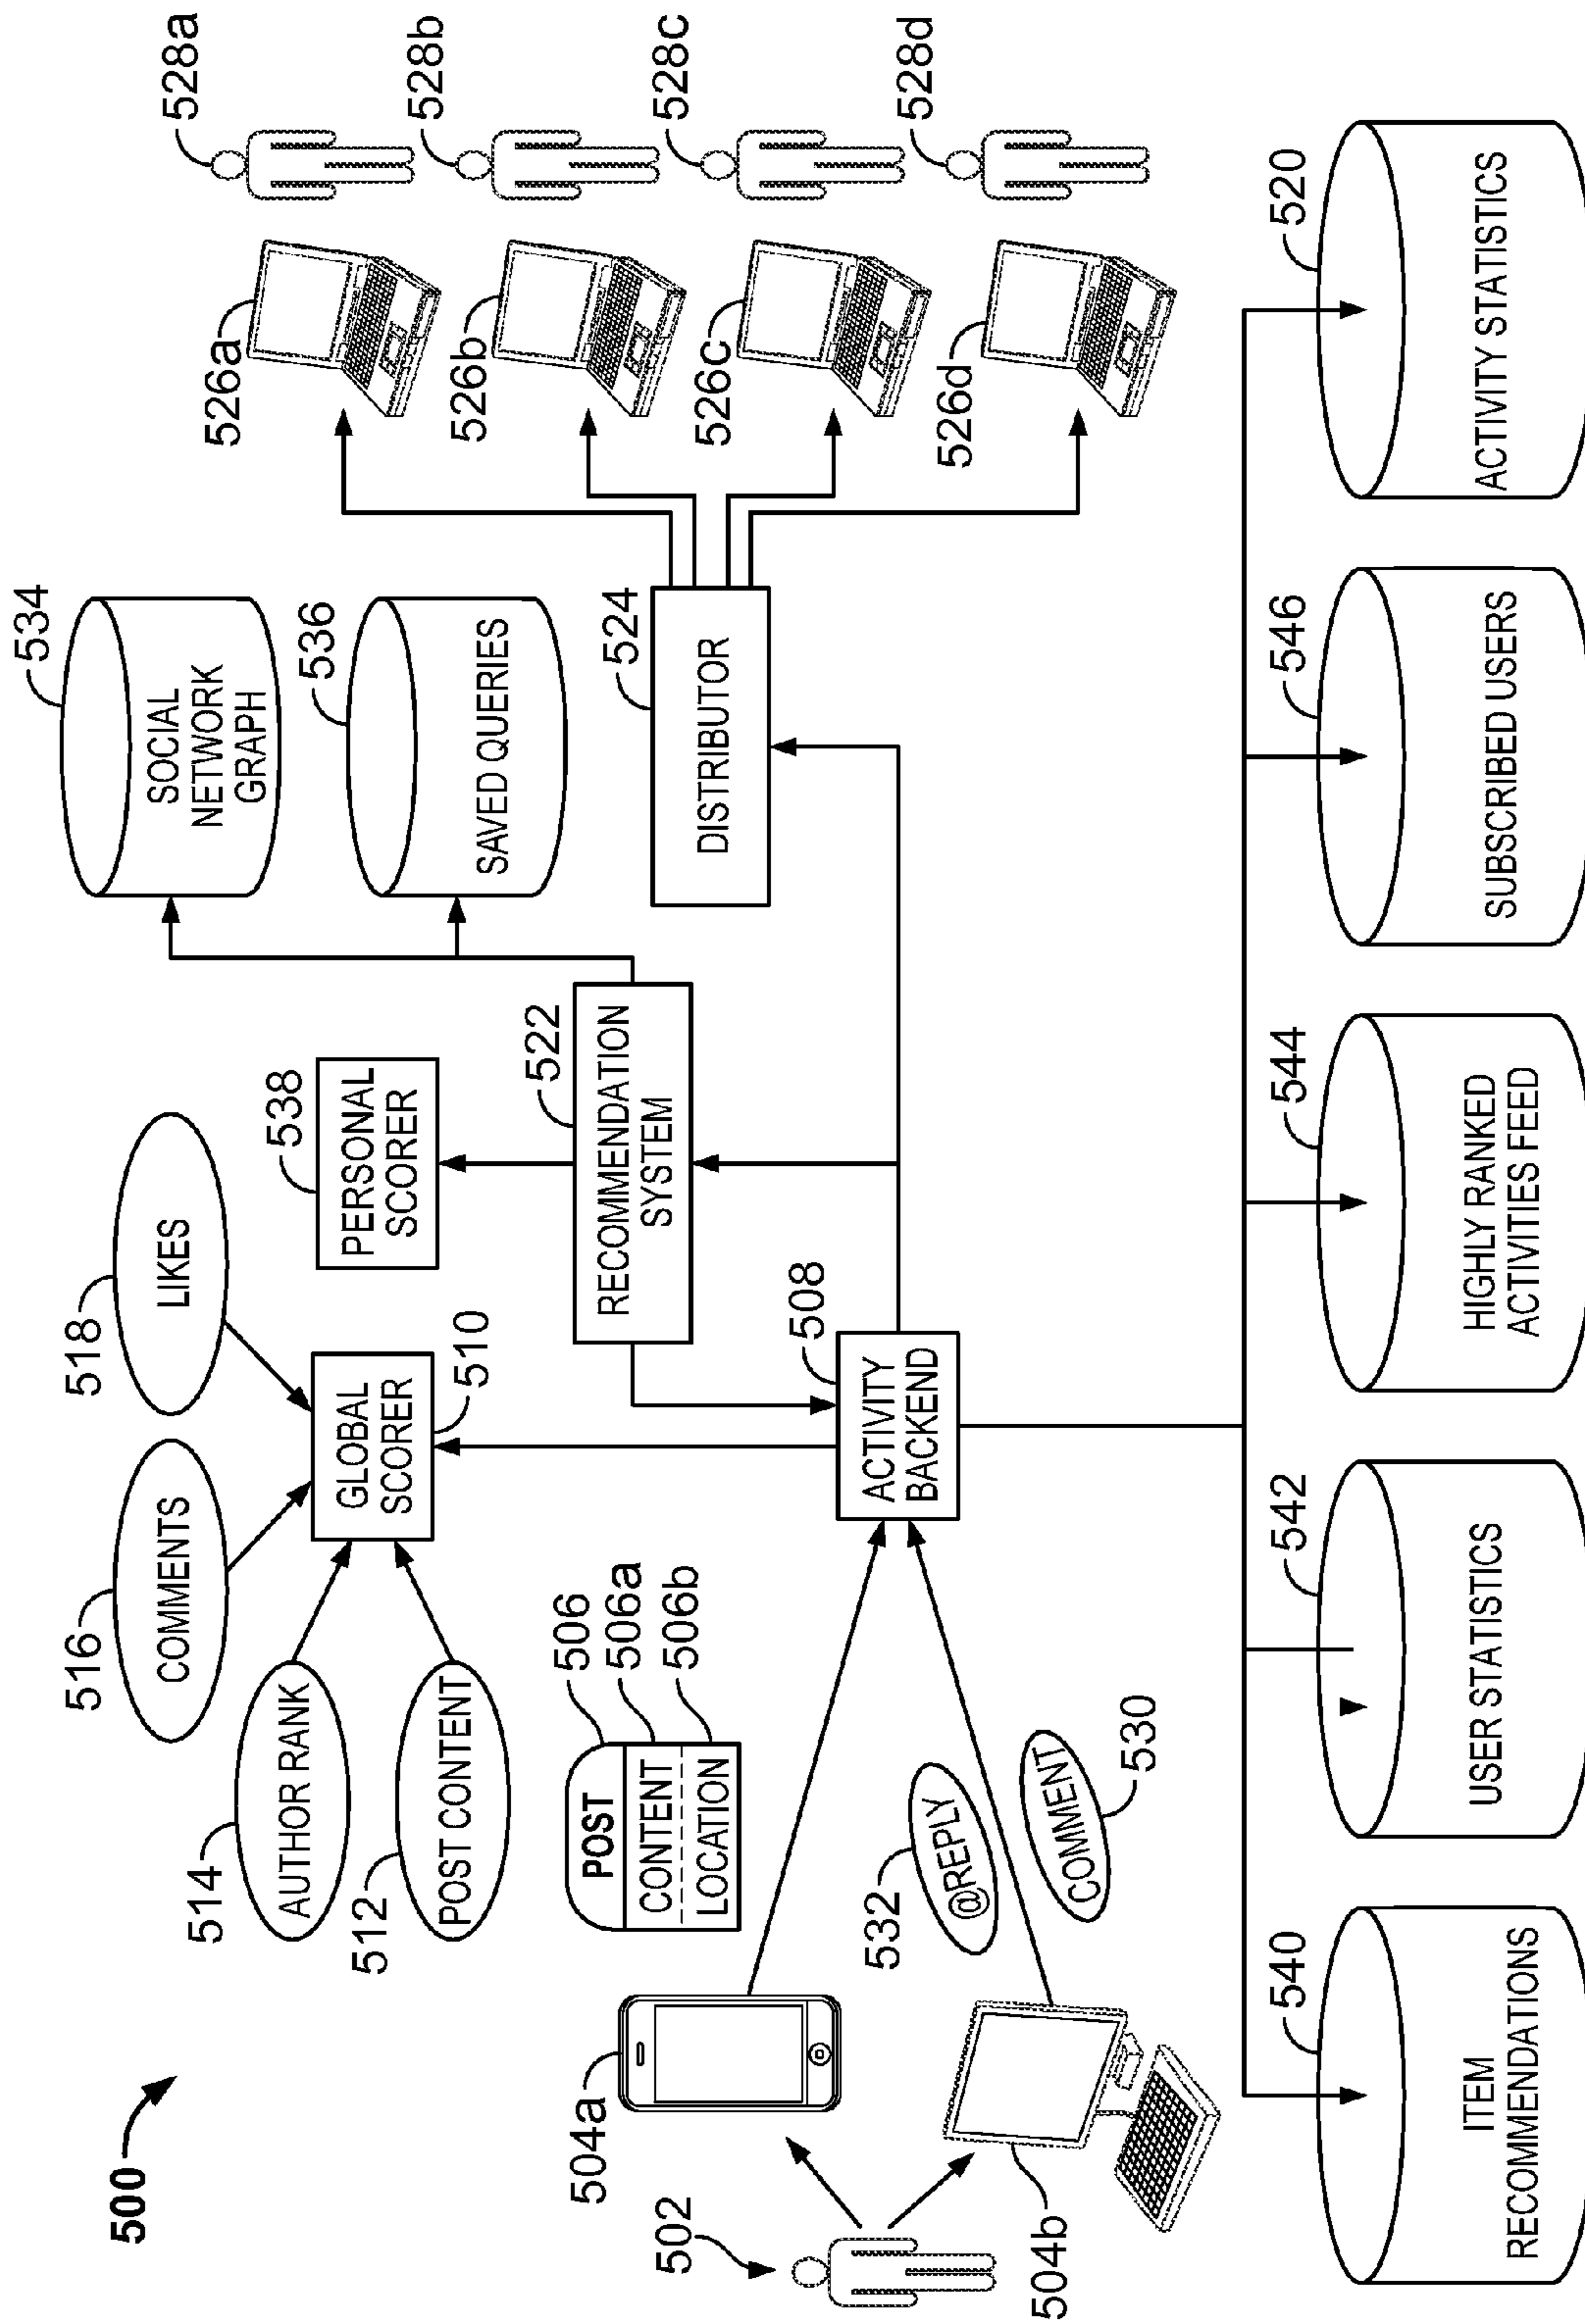 500
518
LIKES
516
COMMENTS
514
AUTHOR RANK
512
POST CONTENT
GLOBAL
SCORER
510
538
PERSONAL
SCORER
534
SOCIAL
NETWORK
GRAPH
536
SAVED QUERIES
506
506a
506b
POST
CONTENT
LOCATION
522
RECOMMENDATION
SYSTEM
524
DISTRIBUTOR
526a
526b
526c
526d
528a
528b
528c
528d
502
504a
504b
508
ACTIVITY
BACKEND
532
@REPLY
COMMENT
530
540
ITEM
RECOMMENDATIONS
542
USER STATISTICS
544
HIGHLY RANKED
ACTIVITIES FEED
546
SUBSCRIBED USERS
520
ACTIVITY STATISTICS